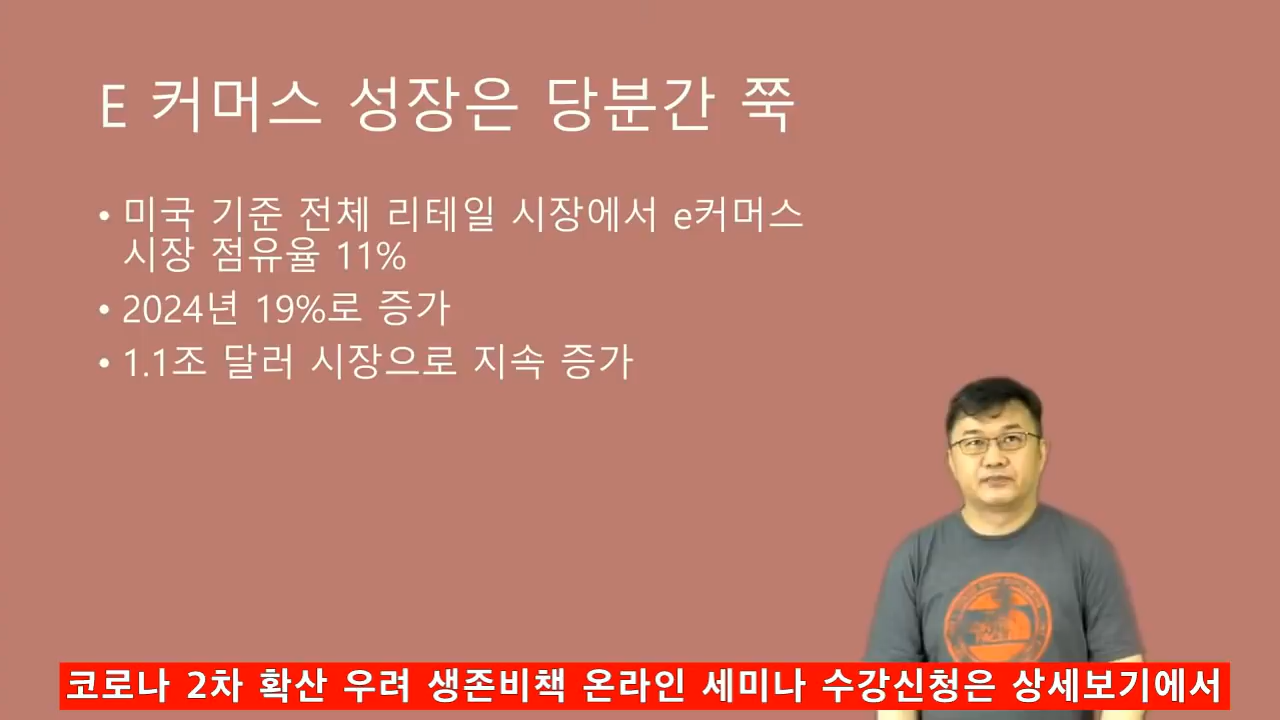 E 커머스 성장은 당분간 쭉
• 미국 기준 전체 리테일 시장에서 e커머스
시장 점유율 11%
• 2024년 19%로 증가
• 1.1조 달러 시장으로 지속 증가
코로나 2차 확산 우려 생존비책 온라인 세미나 수강신청은 상세보기에서